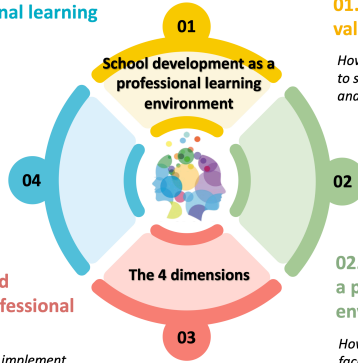 nal learning
01
01.
val
How
to s
and
School development as a
professional learning
environment
04
02
The 4 dimensions
d
fessional
03
implement
02.
a p
env
How
fac